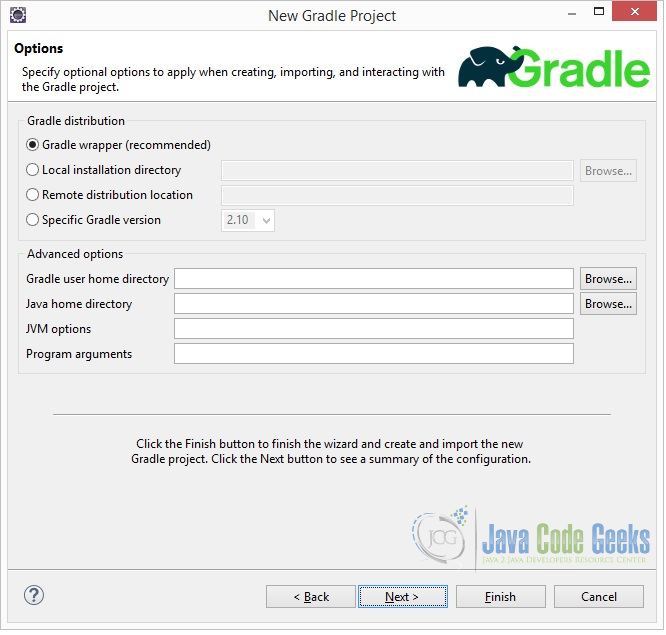 New Gradle Project
Options
Specify optional options to apply when creating, importing, and interacting with
the Gradle project.
Gradle
Gradle distribution
Gradle wrapper (recommended)
Local installation directory
Browse...
Remote distribution location
Specific Gradle version
2.10
Advanced options
Gradle user home directory
Browse...
Java home directory
Browse...
JVM options
Program arguments
Click the Finish button to finish the wizard and create and import the new
Gradle project. Click the Next button to see a summary of the configuration.
JCG
Java Code Geeks
Java 2 Java Developers Resource Center
?
< Back
Next >
Finish
Cancel